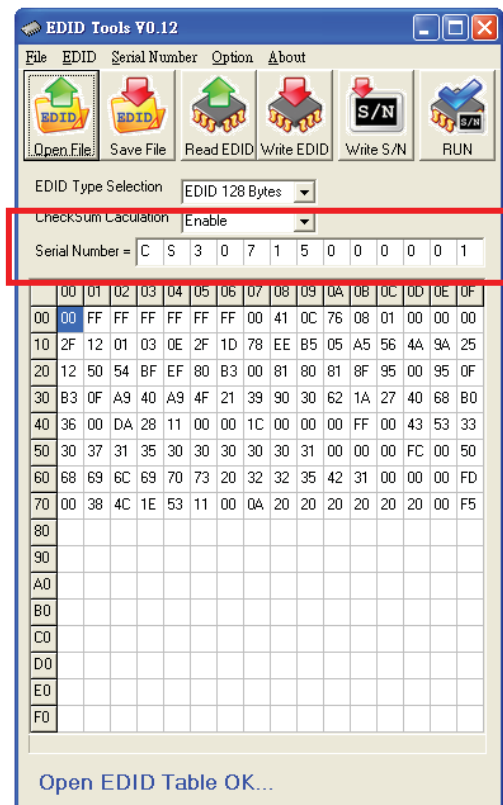 EDID Tools V0.12
File EDID Serial Number Option About
EDID EDID S/N S/N
Open File Save File Read EDID Write EDID Write S/N RUN
EDID Type Selection EDID 128 Bytes
CheckSum Caculation Enable
Serial Number = C S 3 0 7 1 5 0 0 0 0 0 1
00 01 02 03 04 05 06 07 08 09 0A 0B 0C 0D 0E 0F
00 00 FF FF FF FF FF FF 00 41 0C 76 08 01 00 00 00
10 2F 12 01 03 0E 2F 1D 78 EE B5 05 A5 56 4A 9A 25
20 12 50 54 BF EF 80 B3 00 81 80 81 8F 95 00 95 0F
30 B3 0F A9 40 A9 4F 21 39 90 30 62 1A 27 40 68 B0
40 36 00 DA 28 11 00 00 1C 00 00 00 FF 00 43 53 33
50 30 37 31 35 30 30 30 30 30 31 00 00 00 FC 00 50
60 68 69 6C 69 70 73 20 32 32 35 42 31 00 00 00 FD
70 00 38 4C 1E 53 11 00 0A 20 20 20 20 20 20 00 F5
80
90
A0
B0
C0
D0
E0
F0
Open EDID Table OK...